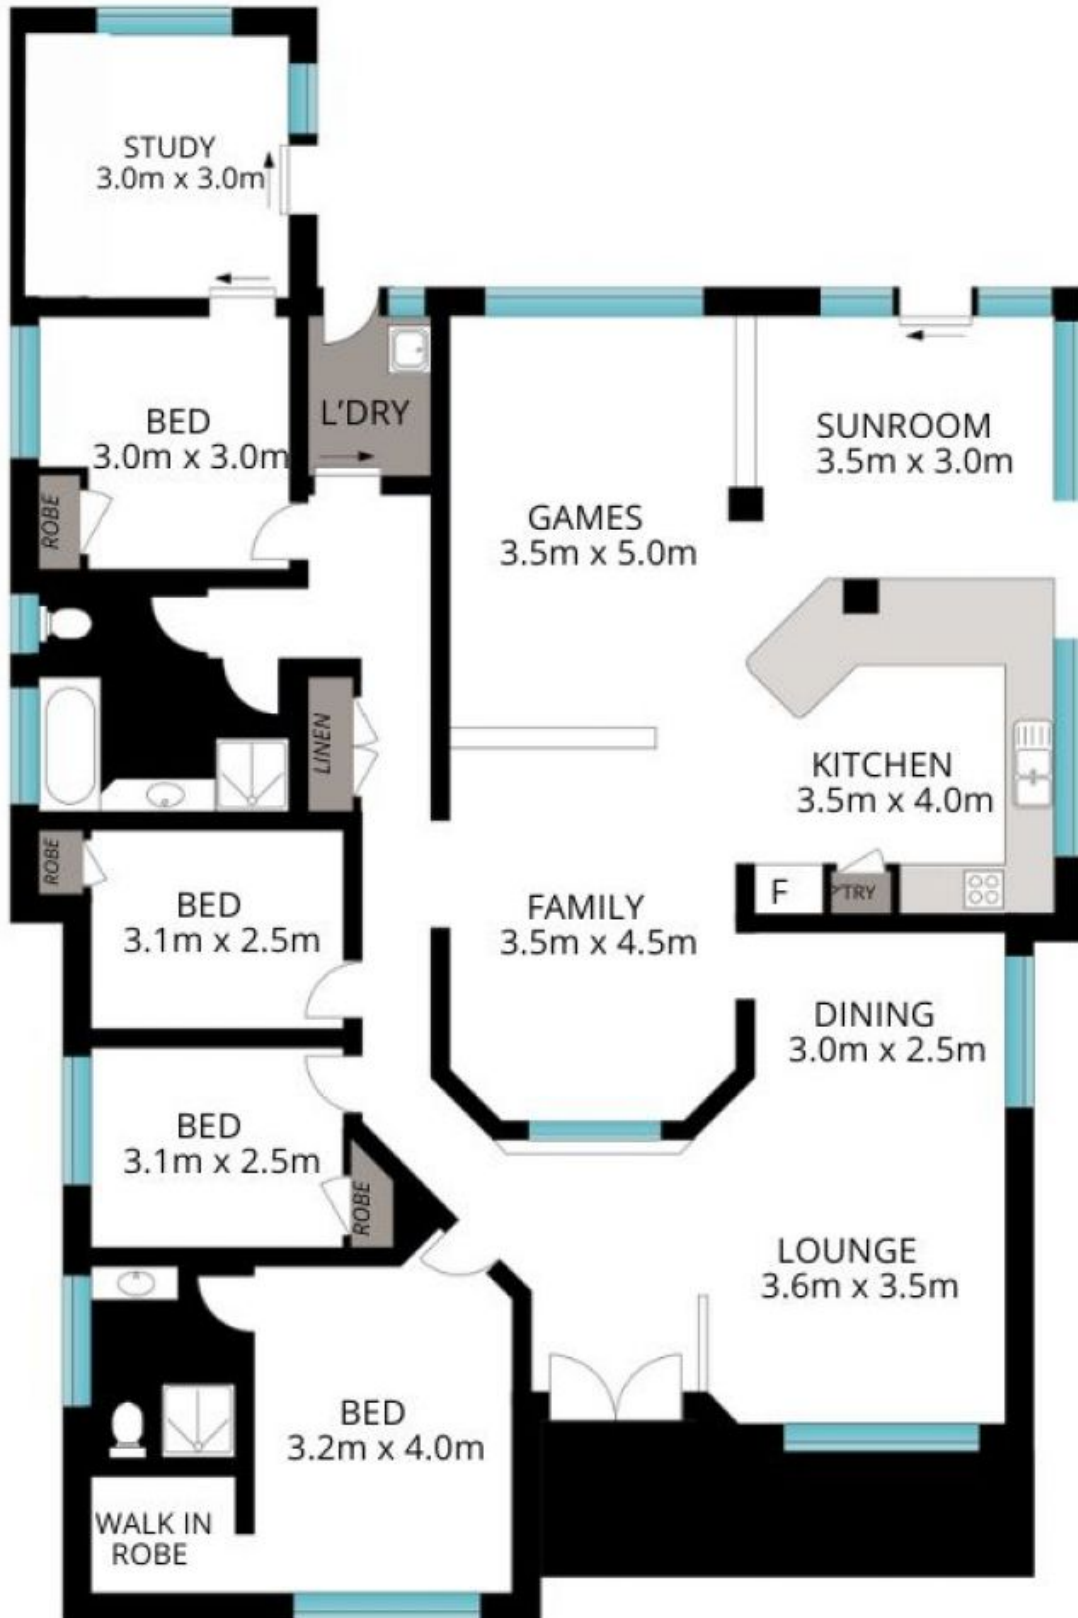 STUDY
3.0m x 3.0m
BED
3.0m x 3.0m
L'DRY
ROBE
SUNROOM
3.5m x 3.0m
GAMES
3.5m x 5.0m
LINEN
KITCHEN
3.5m x 4.0m
ROBE
BED
3.1m x 2.5m
FAMILY
3.5m x 4.5m
F
P'TRY
DINING
3.0m x 2.5m
BED
3.1m x 2.5m
ROBE
LOUNGE
3.6m x 3.5m
BED
3.2m x 4.0m
WALK IN
ROBE